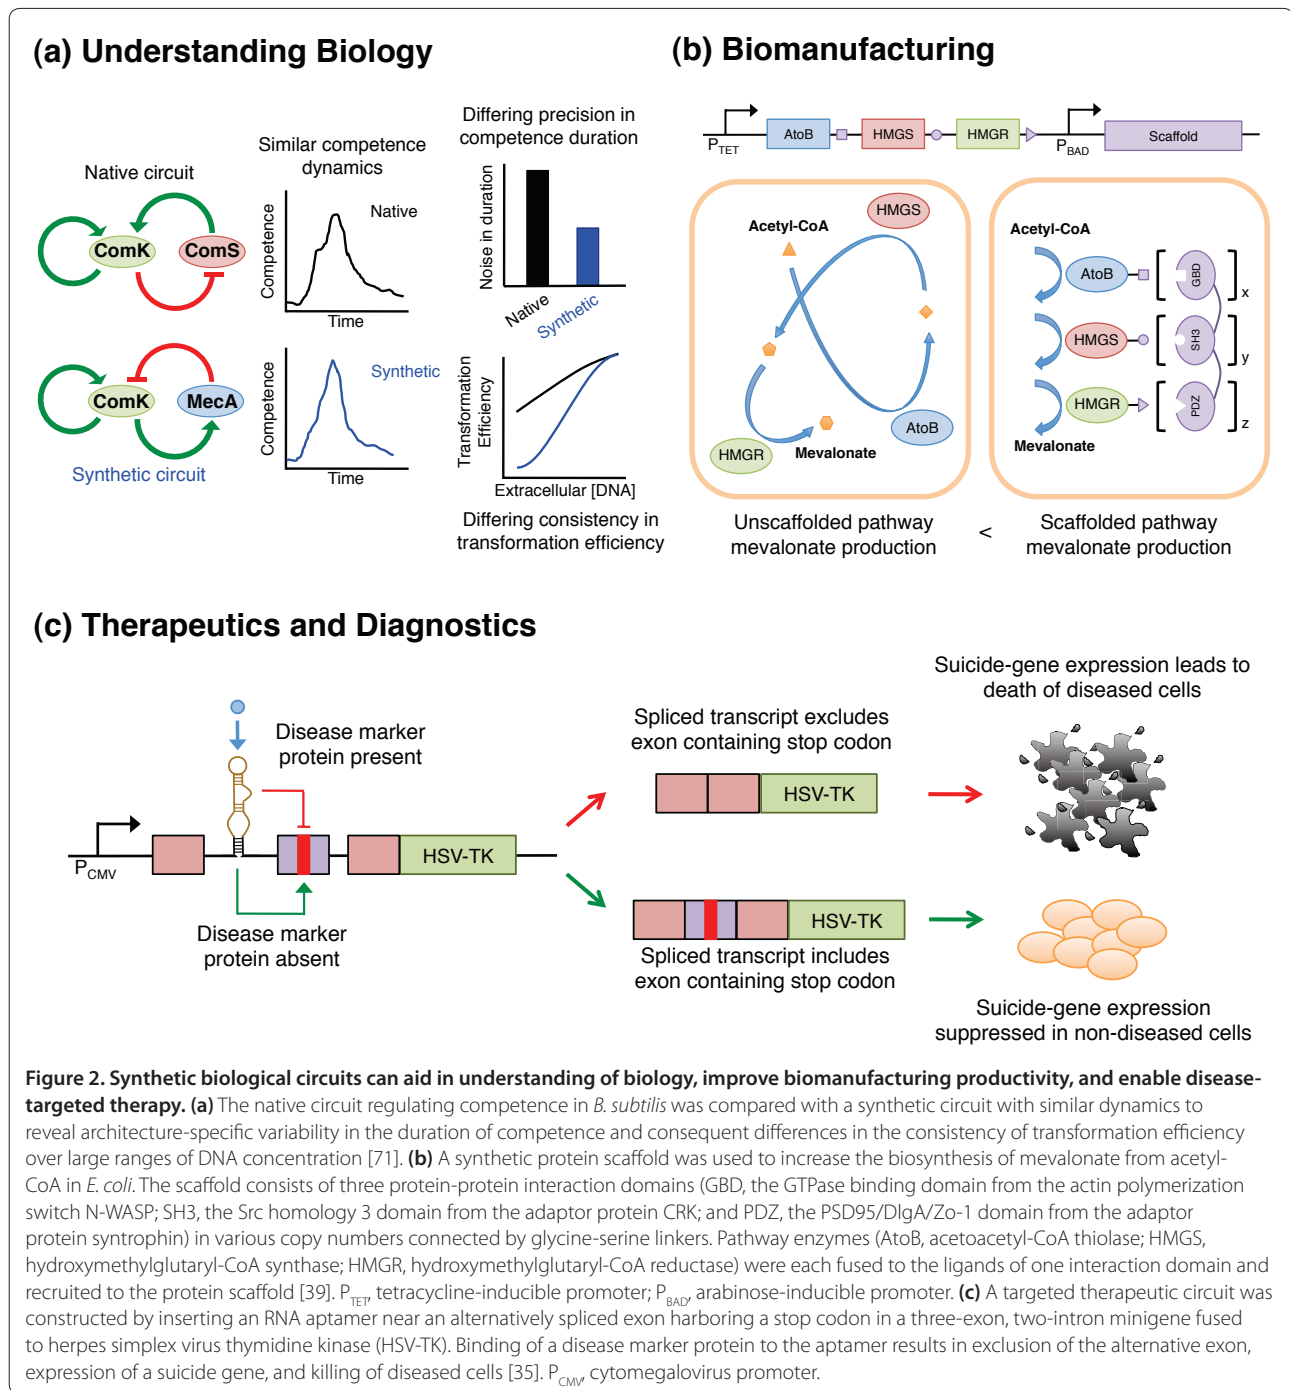 (a) Understanding Biology
Native circuit
ComK
ComS
ComK
MecA
Synthetic circuit
Similar competence
dynamics
Competence
Native
Time
Competence
Synthetic
Time
Differing precision in
competence duration
Noise in duration
Native
Synthetic
Transformation
Efficiency
Extracellular [DNA]
Differing consistency in
transformation efficiency
(b) Biomanufacturing
P_TET
AtoB
HMGS
HMGR
P_BAD
Scaffold
HMGS
Acetyl-CoA
AtoB
HMGR
Mevalonate
Acetyl-CoA
AtoB
GBD
x
HMGS
SH3
y
HMGR
PDZ
z
Mevalonate
Unscaffolded pathway
mevalonate production
<
Scaffolded pathway
mevalonate production
(c) Therapeutics and Diagnostics
Disease marker
protein present
P_CMV
HSV-TK
Disease marker
protein absent
Spliced transcript excludes
exon containing stop codon
HSV-TK
HSV-TK
Spliced transcript includes
exon containing stop codon
Suicide-gene expression leads to
death of diseased cells
Suicide-gene expression
suppressed in non-diseased cells
Figure 2. Synthetic biological circuits can aid in understanding of biology, improve biomanufacturing productivity, and enable disease-
targeted therapy. (a) The native circuit regulating competence in B. subtilis was compared with a synthetic circuit with similar dynamics to
reveal architecture-specific variability in the duration of competence and consequent differences in the consistency of transformation efficiency
over large ranges of DNA concentration [71]. (b) A synthetic protein scaffold was used to increase the biosynthesis of mevalonate from acetyl-
CoA in E. coli. The scaffold consists of three protein-protein interaction domains (GBD, the GTPase binding domain from the actin polymerization
switch N-WASP; SH3, the Src homology 3 domain from the adaptor protein CRK; and PDZ, the PSD95/DlgA/Zo-1 domain from the adaptor
protein syntrophin) in various copy numbers connected by glycine-serine linkers. Pathway enzymes (AtoB, acetoacetyl-CoA thiolase; HMGS,
hydroxymethylglutaryl-CoA synthase; HMGR, hydroxymethylglutaryl-CoA reductase) were each fused to the ligands of one interaction domain and
recruited to the protein scaffold [39]. P_TET, tetracycline-inducible promoter; P_BAD, arabinose-inducible promoter. (c) A targeted therapeutic circuit was
constructed by inserting an RNA aptamer near an alternatively spliced exon harboring a stop codon in a three-exon, two-intron minigene fused
to herpes simplex virus thymidine kinase (HSV-TK). Binding of a disease marker protein to the aptamer results in exclusion of the alternative exon,
expression of a suicide gene, and killing of diseased cells [35]. P_CMV, cytomegalovirus promoter.